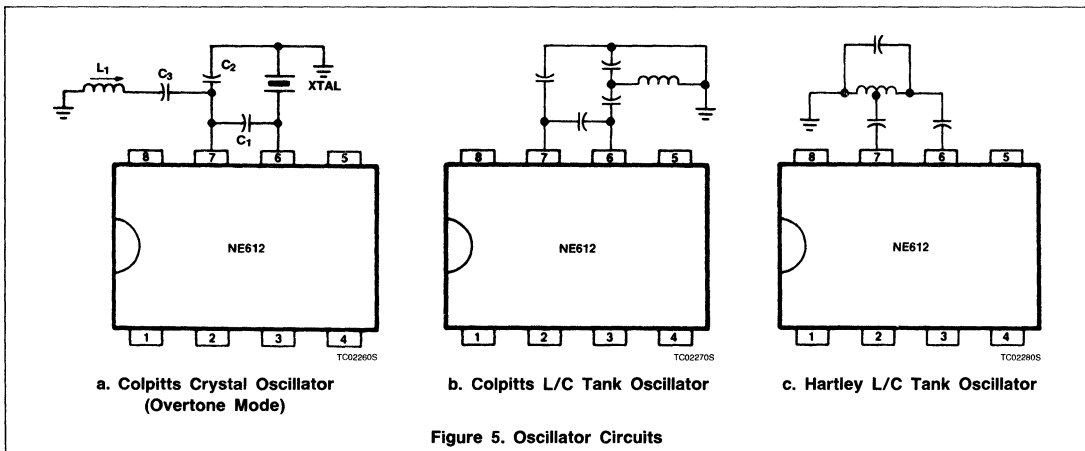 L1
C3
C2
XTAL
C1
8 7 6 5
NE612
1 2 3 4
TC02260S
a. Colpitts Crystal Oscillator
(Overtone Mode)
8 7 6 5
NE612
1 2 3 4
TC02270S
b. Colpitts L/C Tank Oscillator
8 7 6 5
NE612
1 2 3 4
TC02280S
c. Hartley L/C Tank Oscillator
Figure 5. Oscillator Circuits